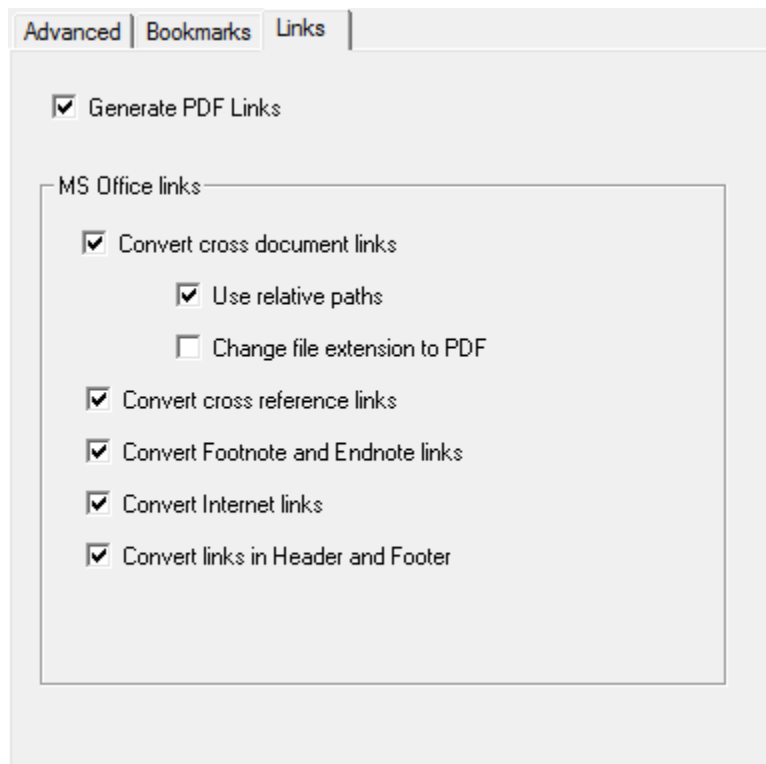 Advanced Bookmarks Links
Generate PDF Links
MS Office links
Convert cross document links
Use relative paths
Change file extension to PDF
Convert cross reference links
Convert Footnote and Endnote links
Convert Internet links
Convert links in Header and Footer